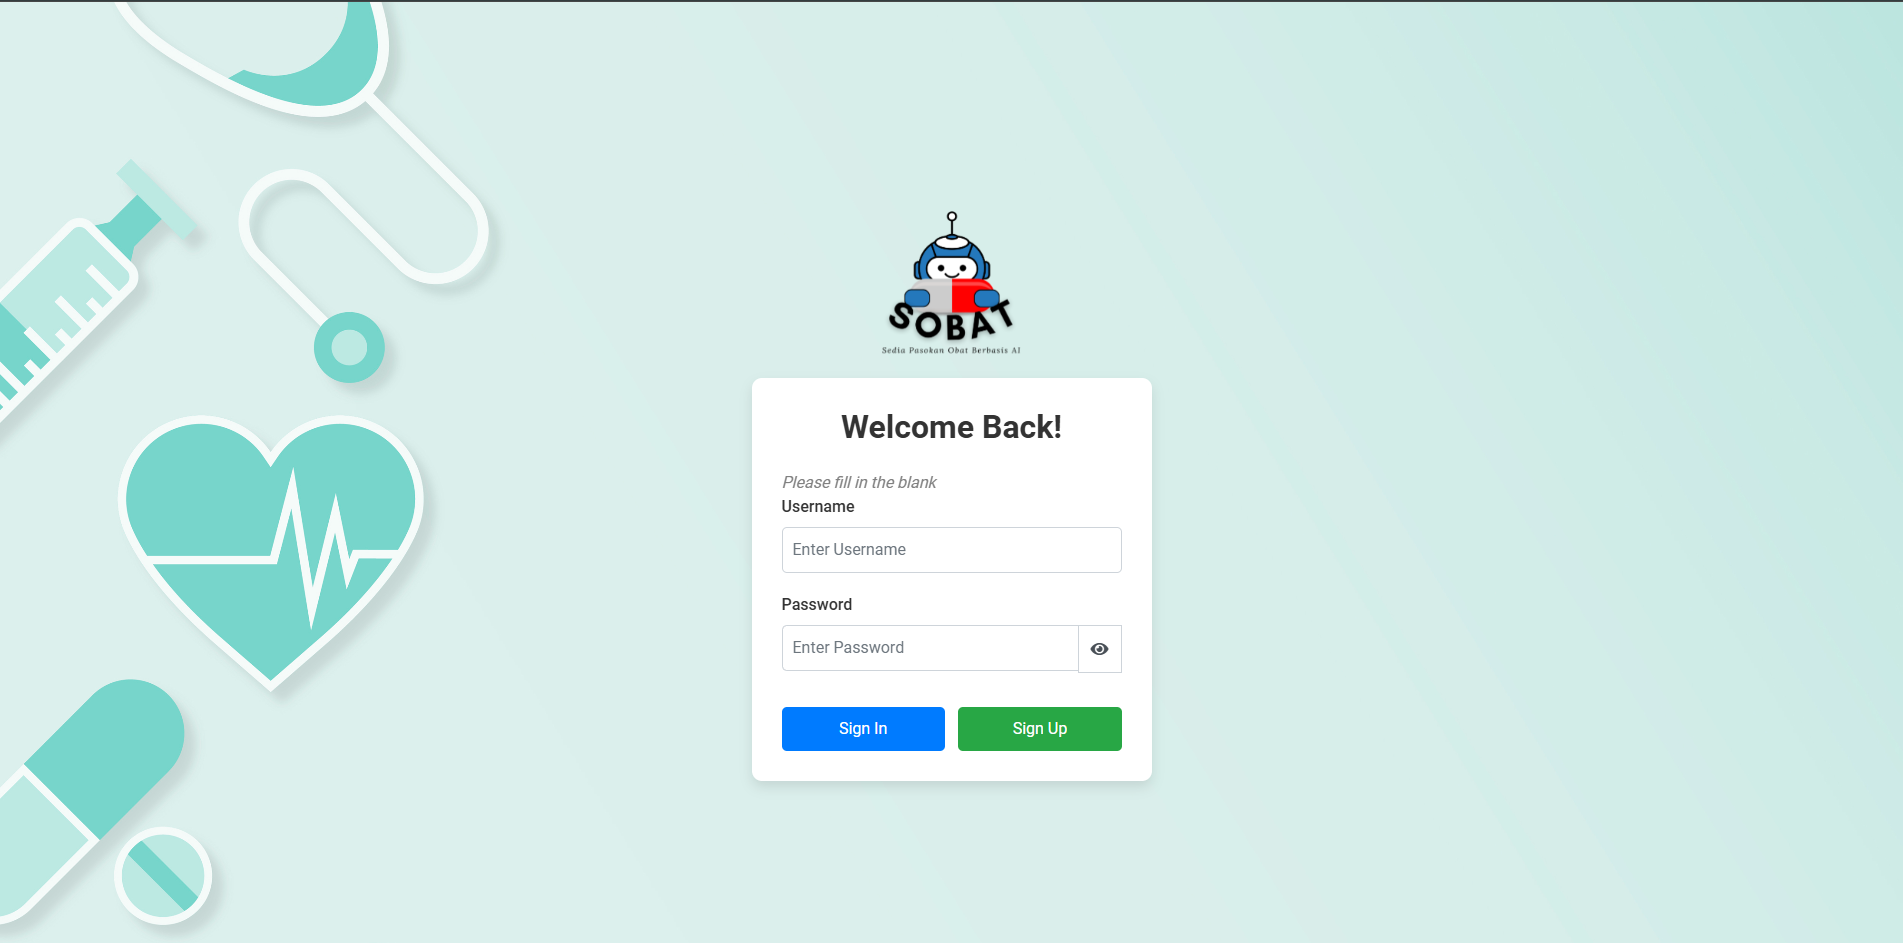 SOBAT
Sedia Pasokan Obat Berbasis AI
Welcome Back!
Please fill in the blank
Username
Enter Username
Password
Enter Password
Sign In
Sign Up